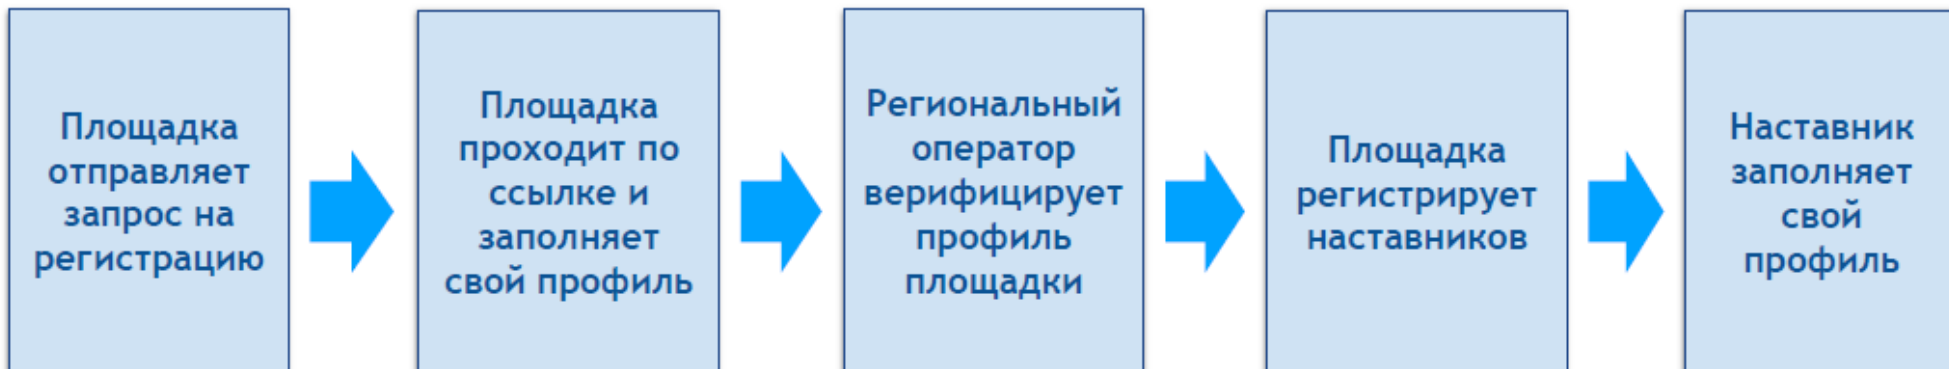 Площадка
отправляет
запрос на
регистрацию
Площадка
проходит по
ссылке и
заполняет
свой профиль
Региональный
оператор
верифицирует
профиль
площадки
Площадка
регистрирует
наставников
Наставник
заполняет
свой
профиль